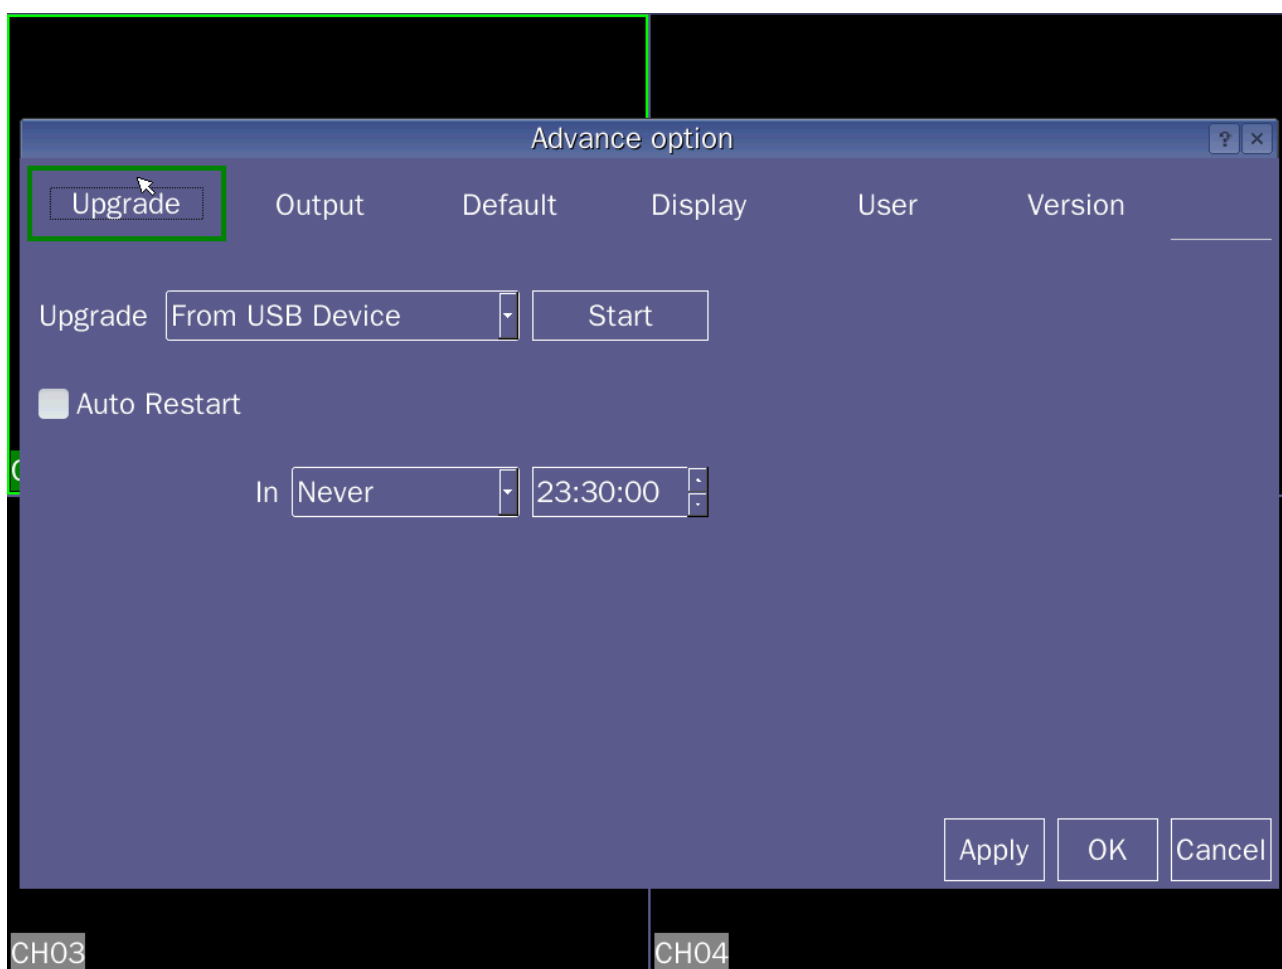 Advance option ? ×
Upgrade Output Default Display User Version
Upgrade From USB Device Start
Auto Restart
In Never 23:30:00
Apply OK Cancel
CH03 CH04